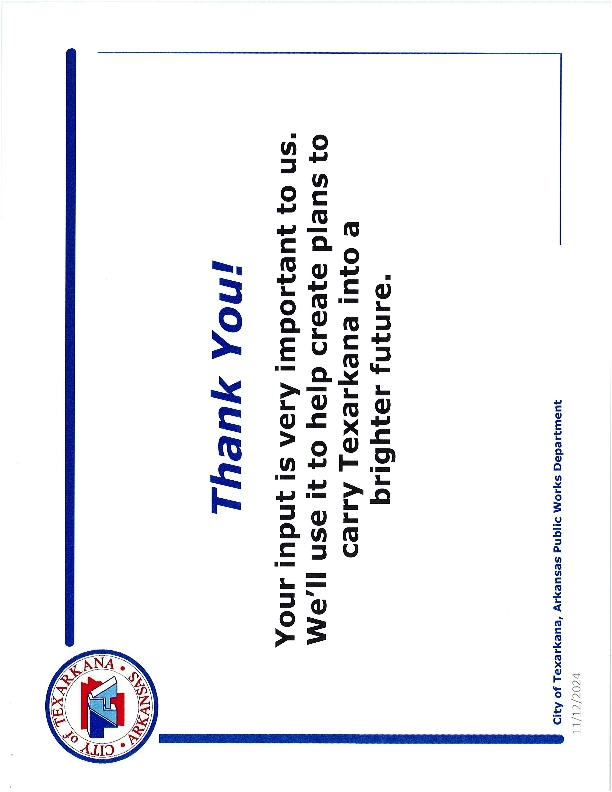 Thank You!
Your input is very important to us.
We'll use it to help create plans to
carry Texarkana into a
brighter future.
CITY of TEXARKANA • ARKANSAS •
City of Texarkana, Arkansas Public Works Department
11/12/2024